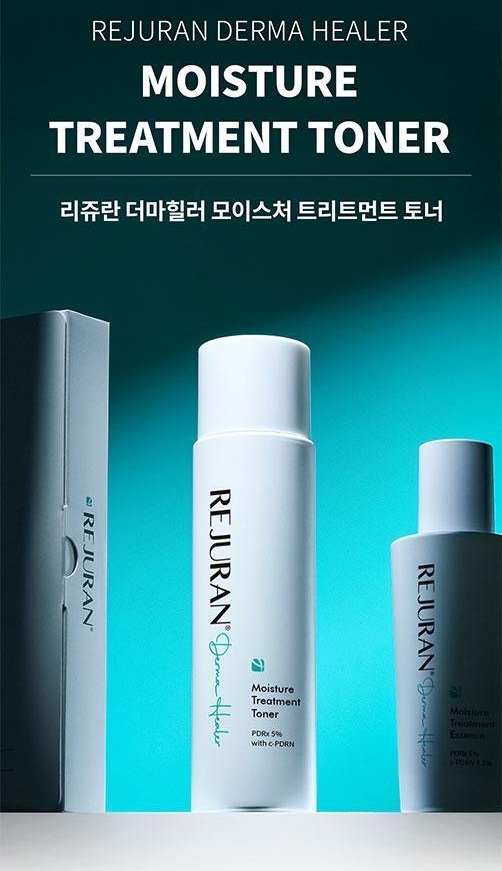 REJURAN DERMA HEALER
MOISTURE
TREATMENT TONER
리쥬란 더마힐러 모이스처 트리트먼트 토너
REJURAN®
REJURAN®
Derma Healer
Moisture
Treatment
Toner
PDRx 5%
with c-PDRN
REJURAN®
Derma Healer
Moisture
Treatment
Essence
PDRx 5%